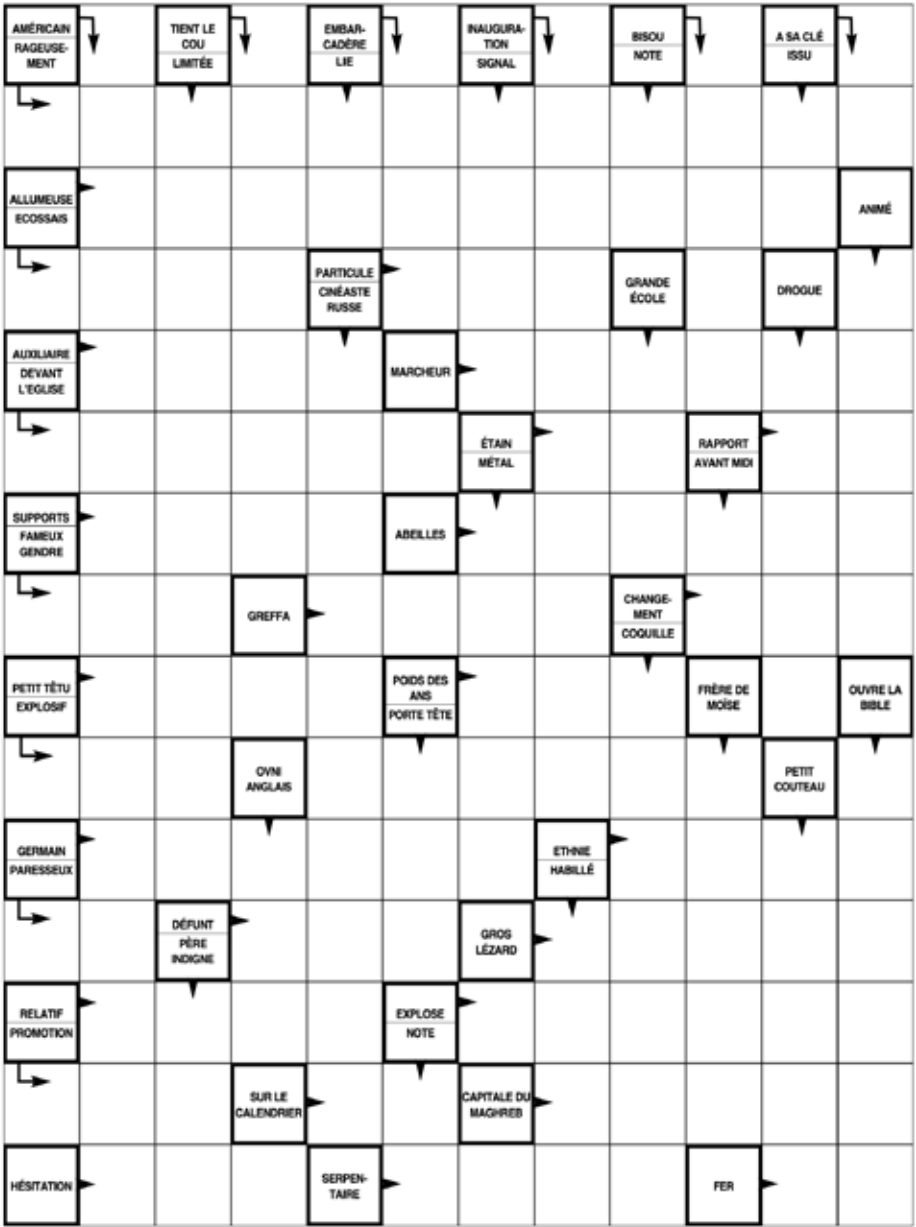 AMÉRICAIN
RAGEUSE-
MENT
TIENT LE
COU
LIMITÉE
EMBAR-
CADÈRE
LIE
INAUGURA-
TION
SIGNAL
BISOU
NOTE
A SA CLÉ
ISSU
ALLUMEUSE
ECOSSAIS
ANIMÉ
PARTICULE
CINÉASTE
RUSSE
GRANDE
ÉCOLE
DROGUE
AUXILIAIRE
DEVANT
L'EGLISE
MARCHEUR
ÉTAIN
MÉTAL
RAPPORT
AVANT MIDI
SUPPORTS
FAMEUX
GENDRE
ABEILLES
GREFFA
CHANGE-
MENT
COQUILLE
PETIT TÊTU
EXPLOSIF
POIDS DES
ANS
PORTE TÊTE
FRÈRE DE
MOÏSE
OUVRE LA
BIBLE
OVNI
ANGLAIS
PETIT
COUTEAU
GERMAIN
PARESSEUX
ETHNIE
HABILLÉ
DÉFUNT
PÈRE
INDIGNE
GROS
LÉZARD
RELATIF
PROMOTION
EXPLOSE
NOTE
SUR LE
CALENDRIER
CAPITALE DU
MAGHREB
HÉSITATION
SERPEN-
TAIRE
FER